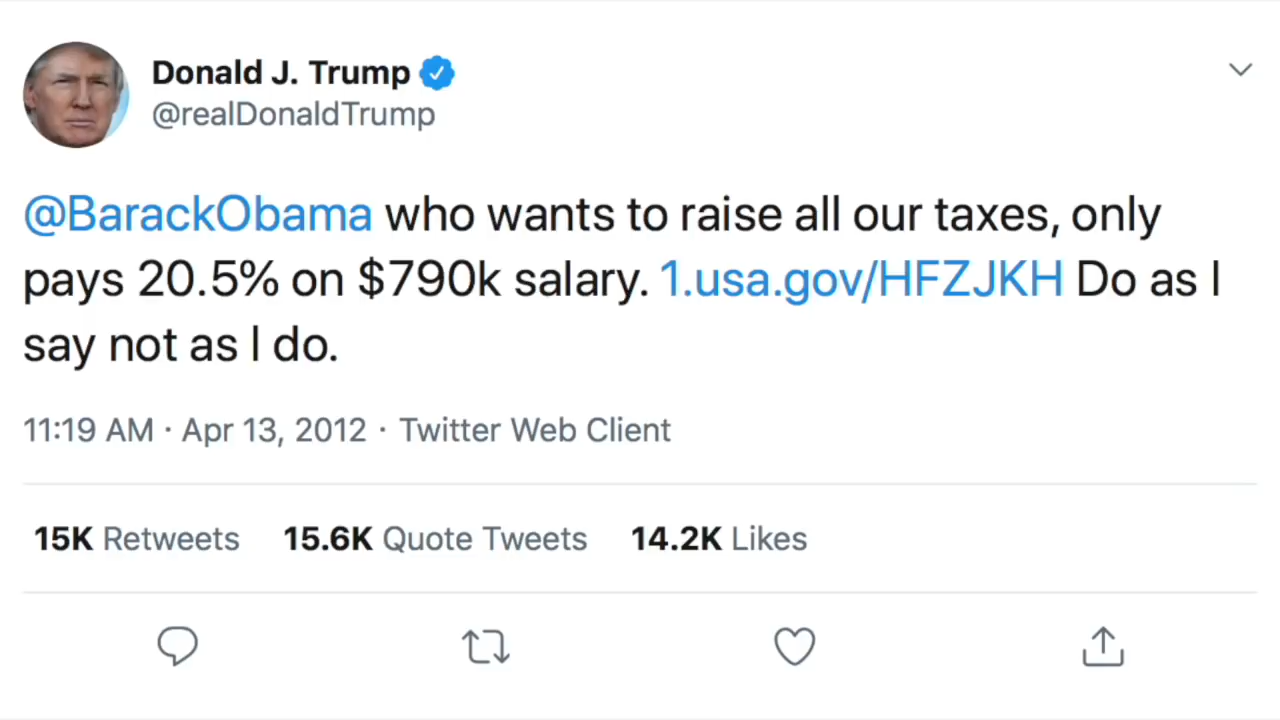 Donald J. Trump
@realDonaldTrump
@BarackObama who wants to raise all our taxes, only
pays 20.5% on $790k salary. 1.usa.gov/HFZJKH Do as I
say not as I do.
11:19 AM · Apr 13, 2012 · Twitter Web Client
15K Retweets 15.6K Quote Tweets 14.2K Likes